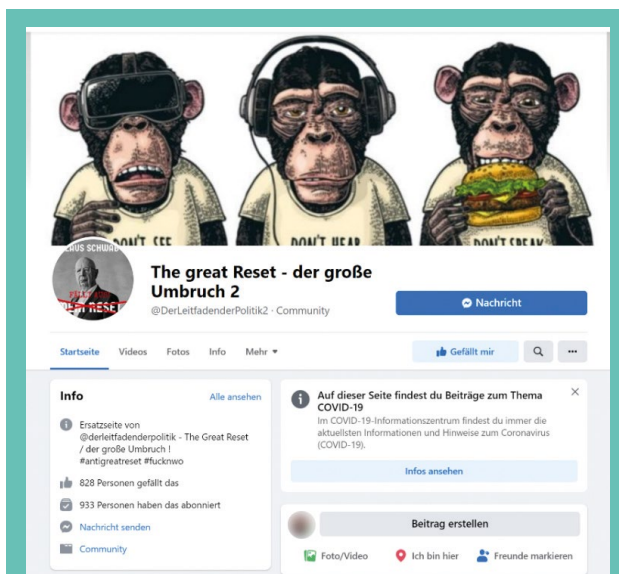 DON'T SEE
DON'T HEAR
DON'T SPEAK
KLAUS SCHWAB
RESET
The great Reset - der große
Umbruch 2
@DerLeitfadenderPolitik2 · Community
Nachricht
Startseite Videos Fotos Info Mehr
Gefällt mir
Info Alle ansehen
Ersatzseite von
@derleitfadenderpolitik - The Great Reset
/ der große Umbruch !
#antigreatreset #fucknwo
828 Personen gefällt das
933 Personen haben das abonniert
Nachricht senden
Community
Auf dieser Seite findest du Beiträge zum Thema
COVID-19
Im COVID-19-Informationszentrum findest du immer die
aktuellsten Informationen und Hinweise zum Coronavirus
(COVID-19).
Infos ansehen
Beitrag erstellen
Foto/Video Ich bin hier Freunde markieren